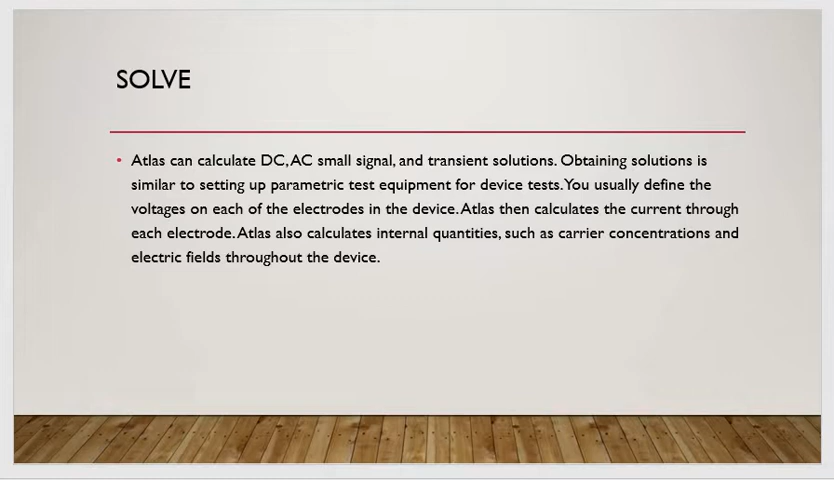 SOLVE
• Atlas can calculate DC, AC small signal, and transient solutions. Obtaining solutions is
similar to setting up parametric test equipment for device tests. You usually define the
voltages on each of the electrodes in the device. Atlas then calculates the current through
each electrode. Atlas also calculates internal quantities, such as carrier concentrations and
electric fields throughout the device.